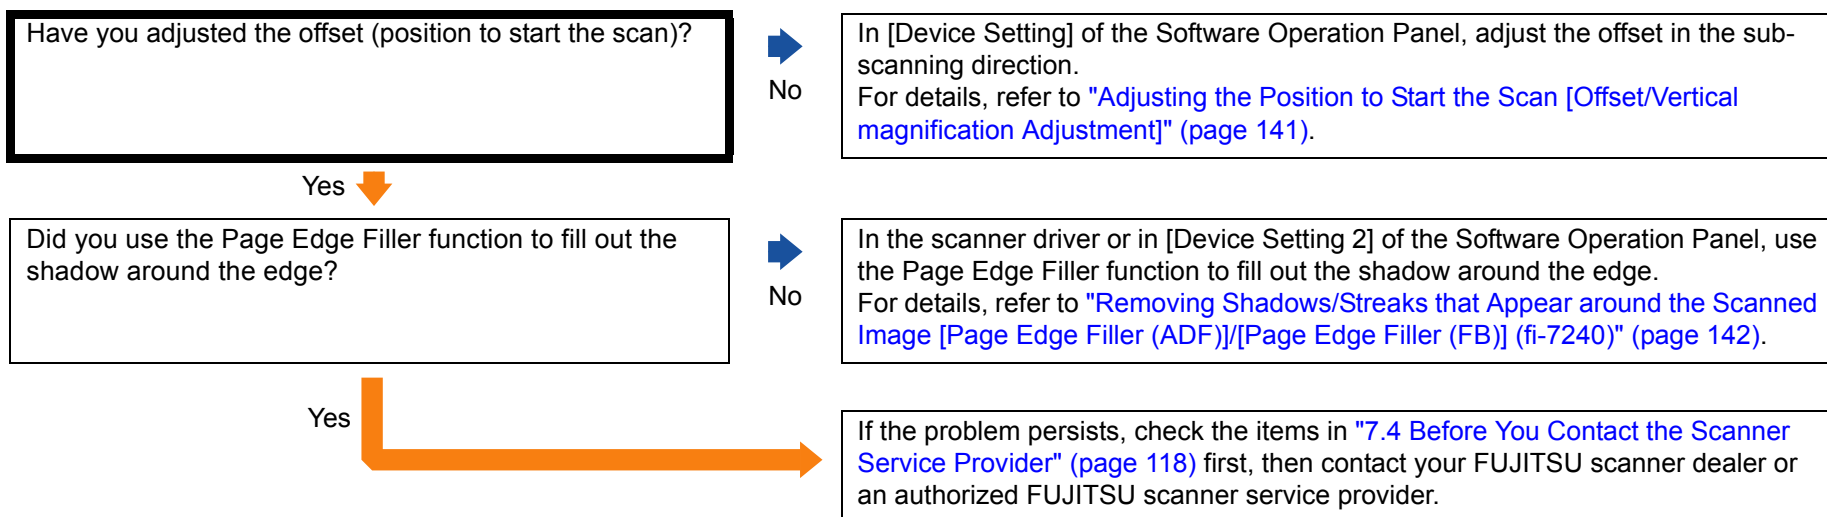 Have you adjusted the offset (position to start the scan)?
No
In [Device Setting] of the Software Operation Panel, adjust the offset in the sub-
scanning direction.
For details, refer to "Adjusting the Position to Start the Scan [Offset/Vertical
magnification Adjustment]" (page 141).
Yes
Did you use the Page Edge Filler function to fill out the
shadow around the edge?
No
In the scanner driver or in [Device Setting 2] of the Software Operation Panel, use
the Page Edge Filler function to fill out the shadow around the edge.
For details, refer to "Removing Shadows/Streaks that Appear around the Scanned
Image [Page Edge Filler (ADF)]/[Page Edge Filler (FB)] (fi-7240)" (page 142).
Yes
If the problem persists, check the items in "7.4 Before You Contact the Scanner
Service Provider" (page 118) first, then contact your FUJITSU scanner dealer or
an authorized FUJITSU scanner service provider.